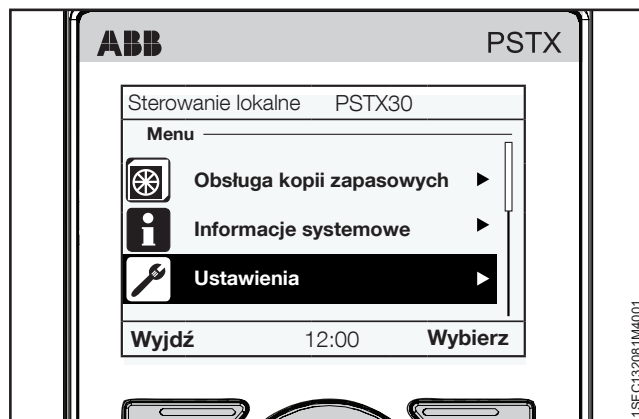 ABB PSTX
Sterowanie lokalne PSTX30
Menu
Obsługa kopii zapasowych
Informacje systemowe
Ustawienia
Wyjdź 12:00 Wybierz
1SFC132081M4001